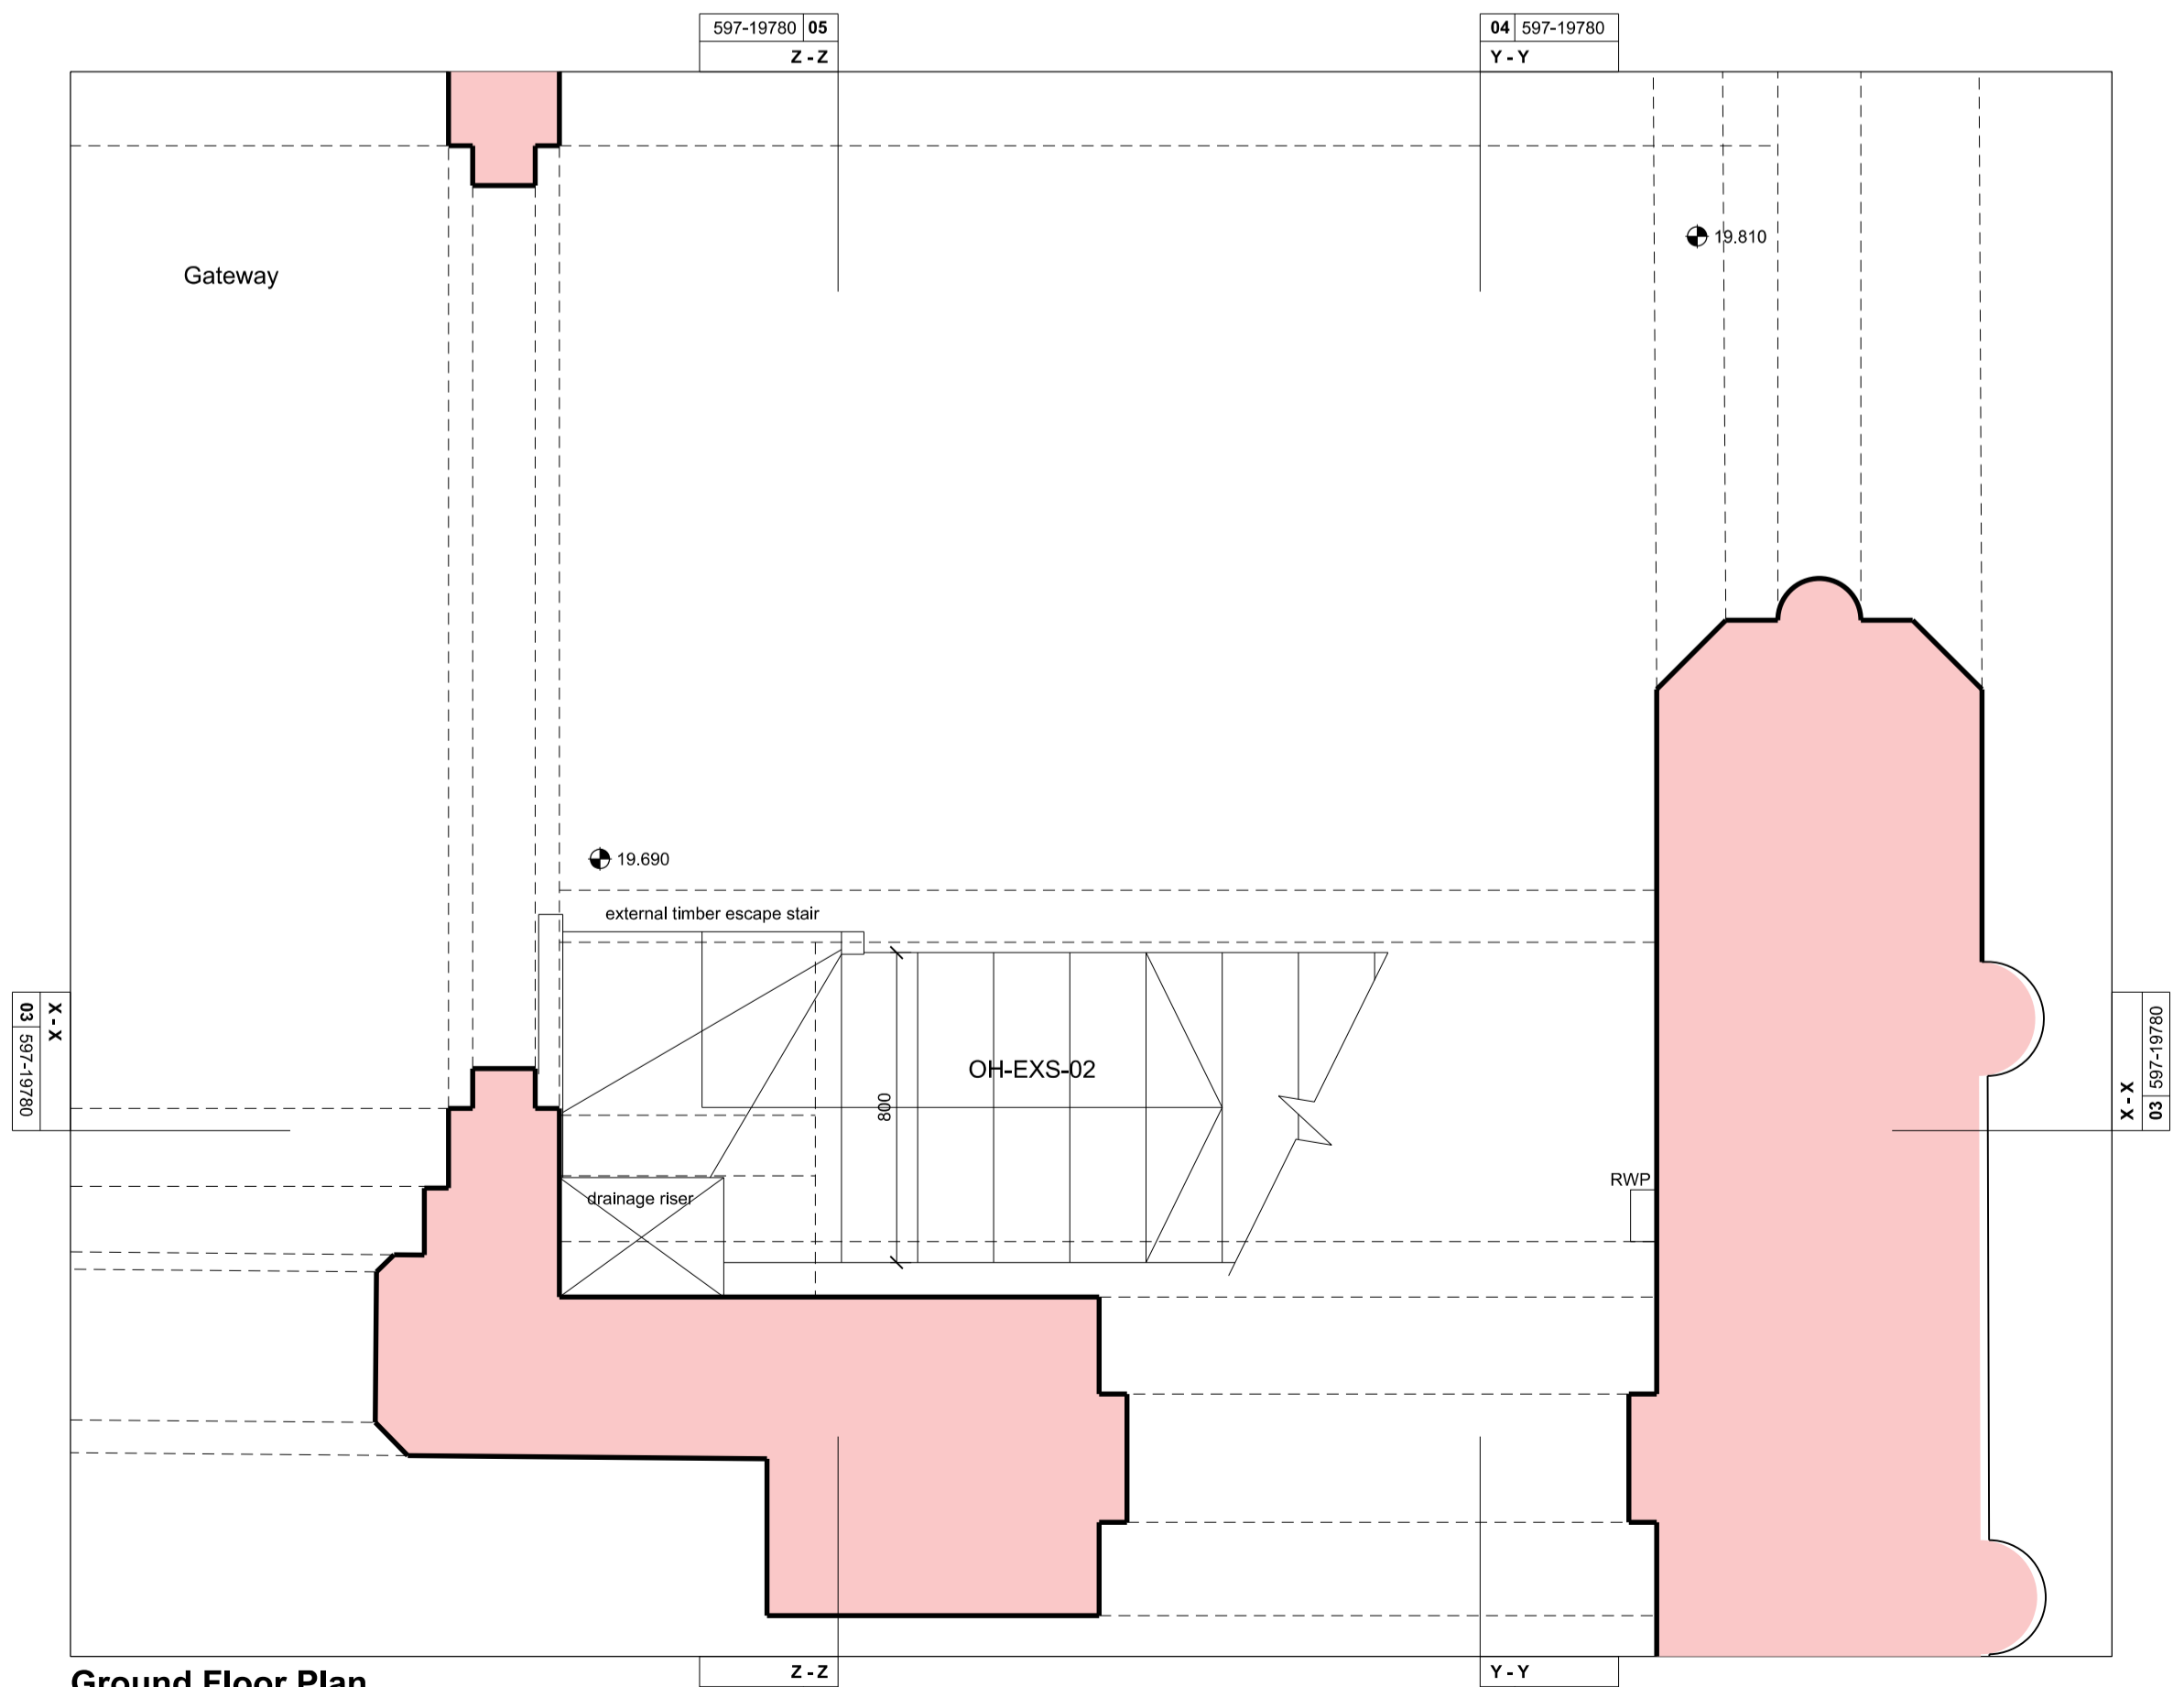 597-19780 05
Z - Z
04 597-19780
Y - Y
19.810
Gateway
19.690
external timber escape stair
X - X
03 597-19780
OH-EXS-02
800
X - X
03 597-19780
RWP
drainage riser
Z - Z
Y - Y
Ground Floor Plan